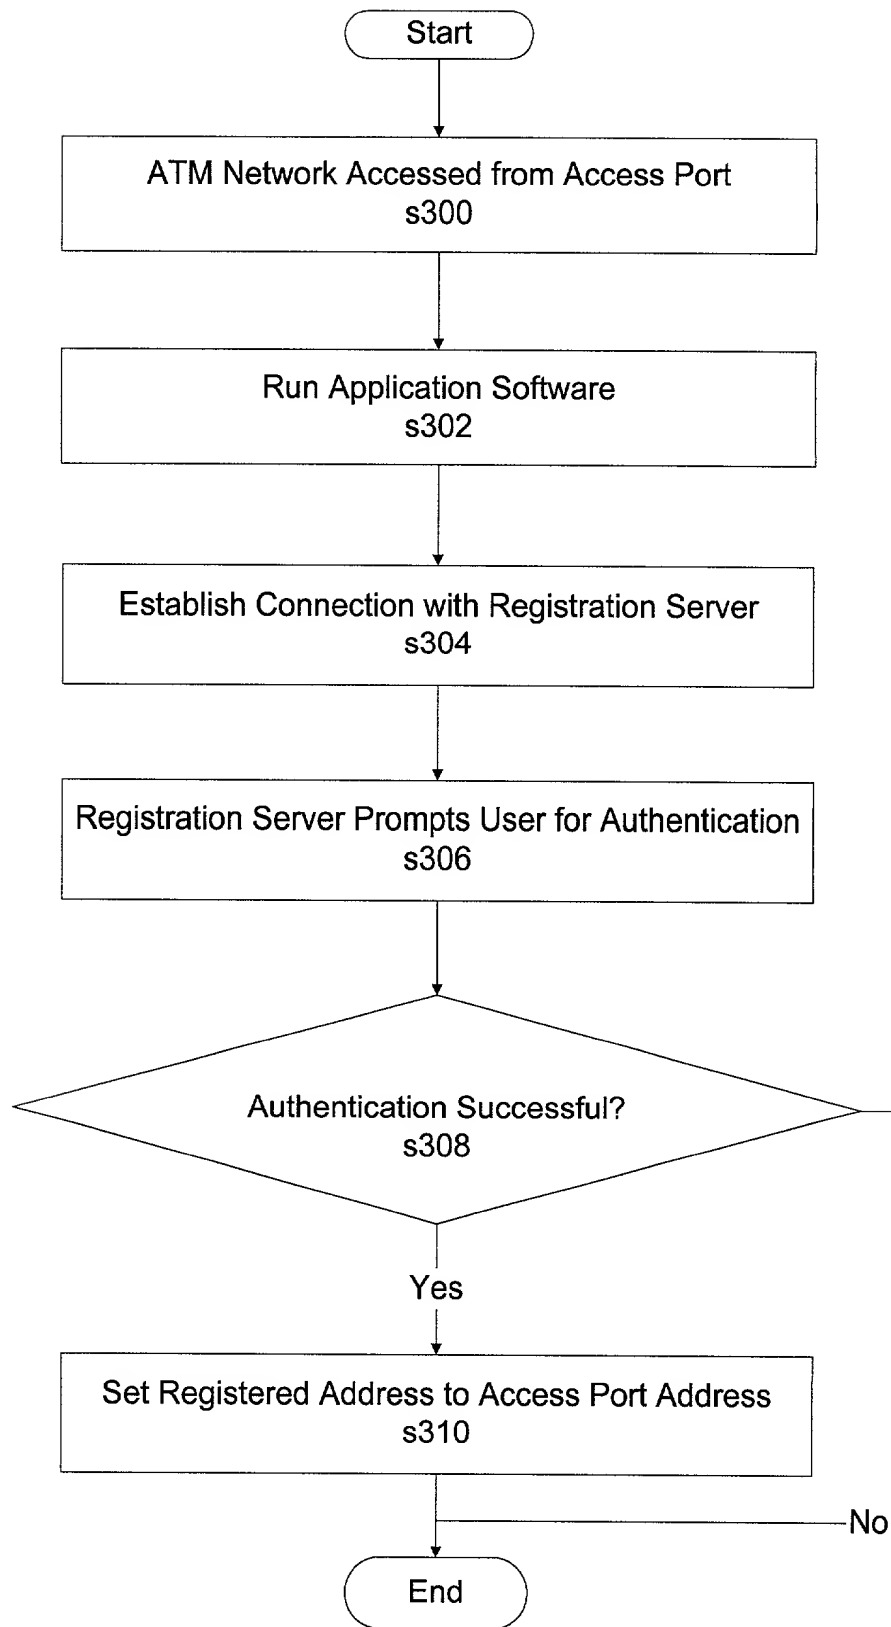 Start
ATM Network Accessed from Access Port
s300
Run Application Software
s302
Establish Connection with Registration Server
s304
Registration Server Prompts User for Authentication
s306
Authentication Successful?
s308
Yes
Set Registered Address to Access Port Address
s310
No
End